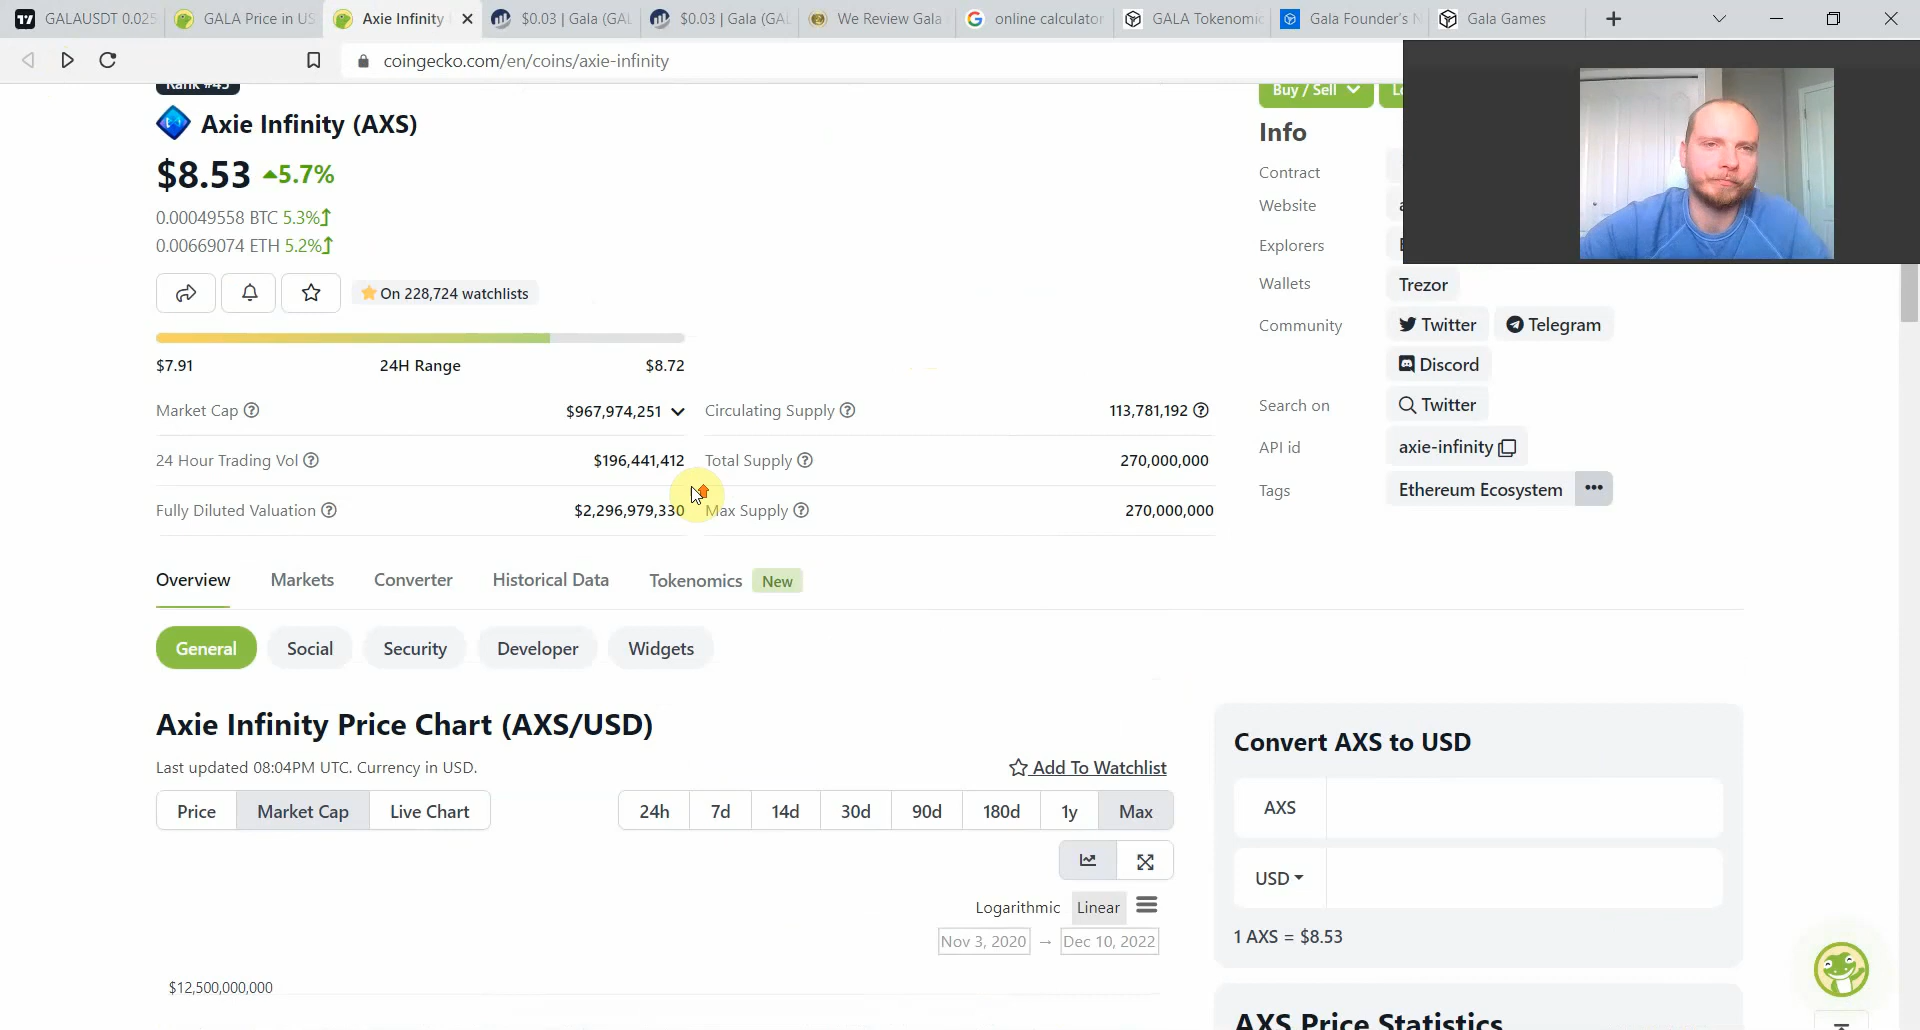 GALAUSDT 0.025
GALA Price in US
Axie Infinity
$0.03 | Gala (GAL
$0.03 | Gala (GAL
We Review Gala
online calculator
GALA Tokenomic
Gala Founder's N
Gala Games
coingecko.com/en/coins/axie-infinity
Rank #45
Axie Infinity (AXS)
$8.53 5.7%
0.00049558 BTC 5.3%
0.00669074 ETH 5.2%
On 228,724 watchlists
$7.91 24H Range $8.72
Market Cap $967,974,251
Circulating Supply 113,781,192
24 Hour Trading Vol $196,441,412
Total Supply 270,000,000
Fully Diluted Valuation $2,296,979,330
Max Supply 270,000,000
Buy / Sell
Info
Contract
Website
Explorers
Wallets Trezor
Community Twitter Telegram
Discord
Search on Twitter
API id axie-infinity
Tags Ethereum Ecosystem
Overview Markets Converter Historical Data Tokenomics New
General Social Security Developer Widgets
Axie Infinity Price Chart (AXS/USD)
Last updated 08:04PM UTC. Currency in USD.
Add To Watchlist
Price Market Cap Live Chart
24h 7d 14d 30d 90d 180d 1y Max
Logarithmic Linear
Nov 3, 2020 → Dec 10, 2022
$12,500,000,000
Convert AXS to USD
AXS
USD
1 AXS = $8.53
AXS Price Statistics